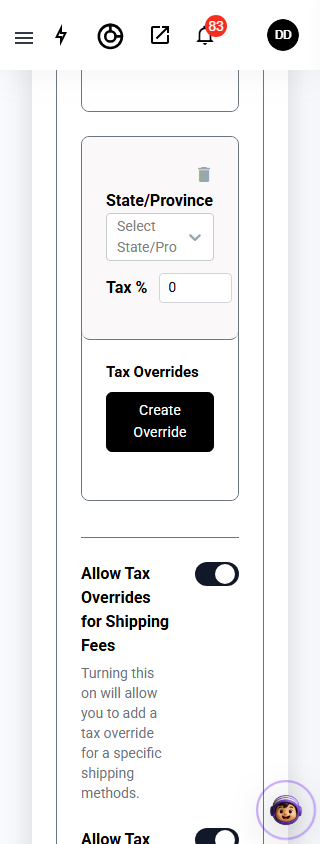 83
DD
State/Province
Select
State/Pro
Tax %
0
Tax Overrides
Create
Override
Allow Tax
Overrides
for Shipping
Fees
Turning this
on will allow
you to add a
tax override
for a specific
shipping
methods.
Allow Tax